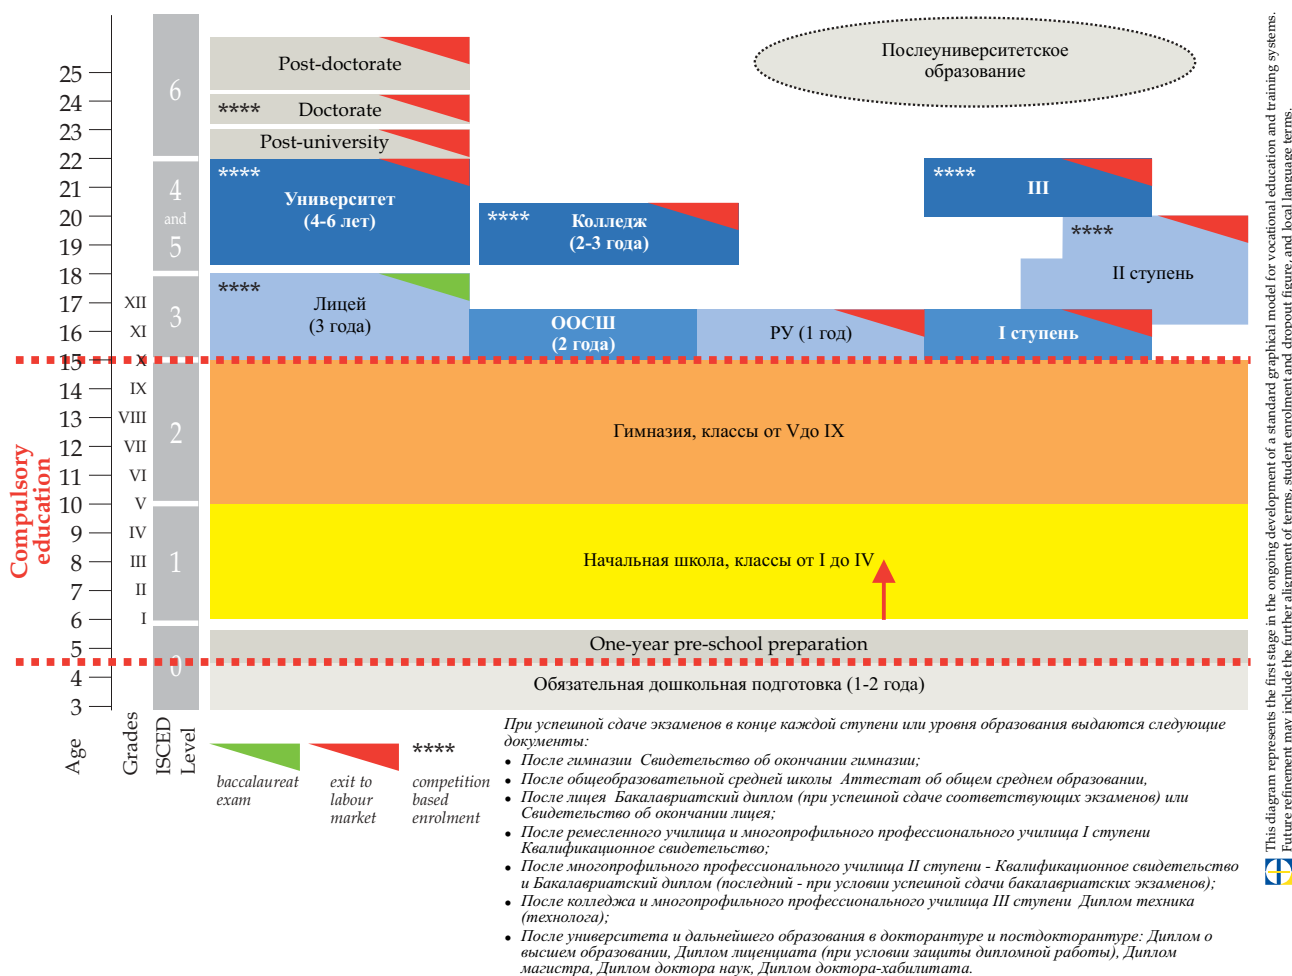 25
24
23
22
21
20
19
18
17
16
15
14
13
12
11
10
9
8
7
6
5
4
3
Age
Compulsory
education
XII
XI
X
IX
VIII
VII
VI
V
IV
III
II
I
Grades
6
4
and
5
3
2
1
0
ISCED
Level
Post-doctorate
**** Doctorate
Post-university
****
Университет
(4-6 лет)
****
Колледж
(2-3 года)
****
Лицей
(3 года)
ООСШ
(2 года)
РУ (1 год)
I ступень
****
II ступень
****
III
Послеуниверситетское
образование
Гимназия, классы от Vдо IX
Начальная школа, классы от I до IV
One-year pre-school preparation
Обязательная дошкольная подготовка (1-2 года)
baccalaureat
exam
exit to
labour
market
****
competition
based
enrolment
При успешной сдаче экзаменов в конце каждой ступени или уровня образования выдаются следующие
документы:
• После гимназии Свидетельство об окончании гимназии;
• После общеобразовательной средней школы Аттестат об общем среднем образовании,
• После лицея Бакалавриатский диплом (при успешной сдаче соответствующих экзаменов) или
Свидетельство об окончании лицея;
• После ремесленного училища и многопрофильного профессионального училища I ступени
Квалификационное свидетельство;
• После многопрофильного профессионального училища II ступени - Квалификационное свидетельство
и Бакалавриатский диплом (последний - при условии успешной сдачи бакалавриатских экзаменов);
• После колледжа и многопрофильного профессионального училища III ступени Диплом техника
(технолога);
• После университета и дальнейшего образования в докторантуре и постдокторантуре: Диплом о
высшем образовании, Диплом лиценциата (при условии защиты дипломной работы), Диплом
магистра, Диплом доктора наук, Диплом доктора-хабилитата.
This diagram represents the first stage in the ongoing development of a standard graphical model for vocational education and training systems.
Future refinement may include the further alignment of terms, student enrolment and dropout figure, and local language terms.